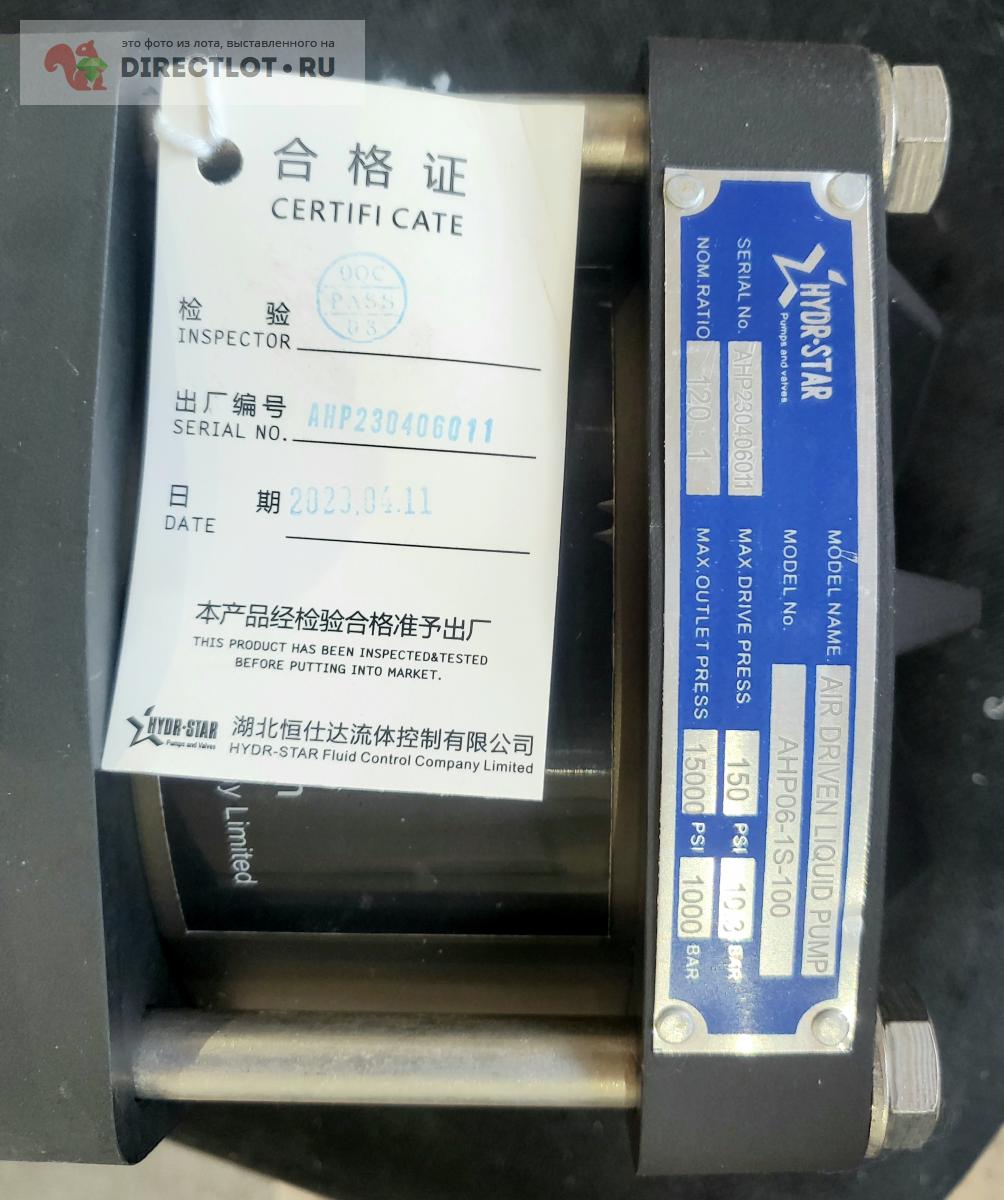 это фото из лота, выставленного на
DIRECTLOT.RU
合格证
CERTIFICATE
QC
PASS
03
检 验
INSPECTOR
出厂编号
SERIAL NO. AHP230406011
日 期 2023.04.11
DATE
本产品经检验合格准予出厂
THIS PRODUCT HAS BEEN INSPECTED&TESTED
BEFORE PUTTING INTO MARKET.
HYDR·STAR
Pumps and Valves
湖北恒仕达流体控制有限公司
HYDR-STAR Fluid Control Company Limited
y Limited
HYDR·STAR
Pumps and valves
MODEL NAME. AIR DRIVEN LIQUID PUMP
MODEL No. AHP06-1S-100
SERIAL No. AHP230406011
MAX.DRIVE PRESS. 150 PSI 10.3 BAR
NOM.RATIO 120:1
MAX.OUTLET PRESS 15000 PSI 1000 BAR